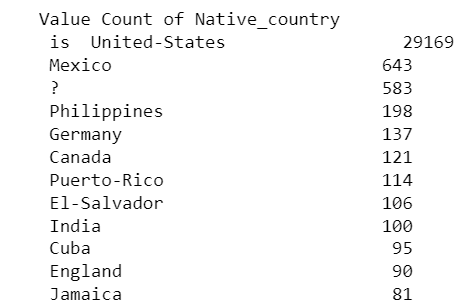 Value Count of Native_country
is  United-States                 29169
Mexico                            643
?                                 583
Philippines                       198
Germany                           137
Canada                            121
Puerto-Rico                       114
El-Salvador                       106
India                             100
Cuba                               95
England                            90
Jamaica                            81